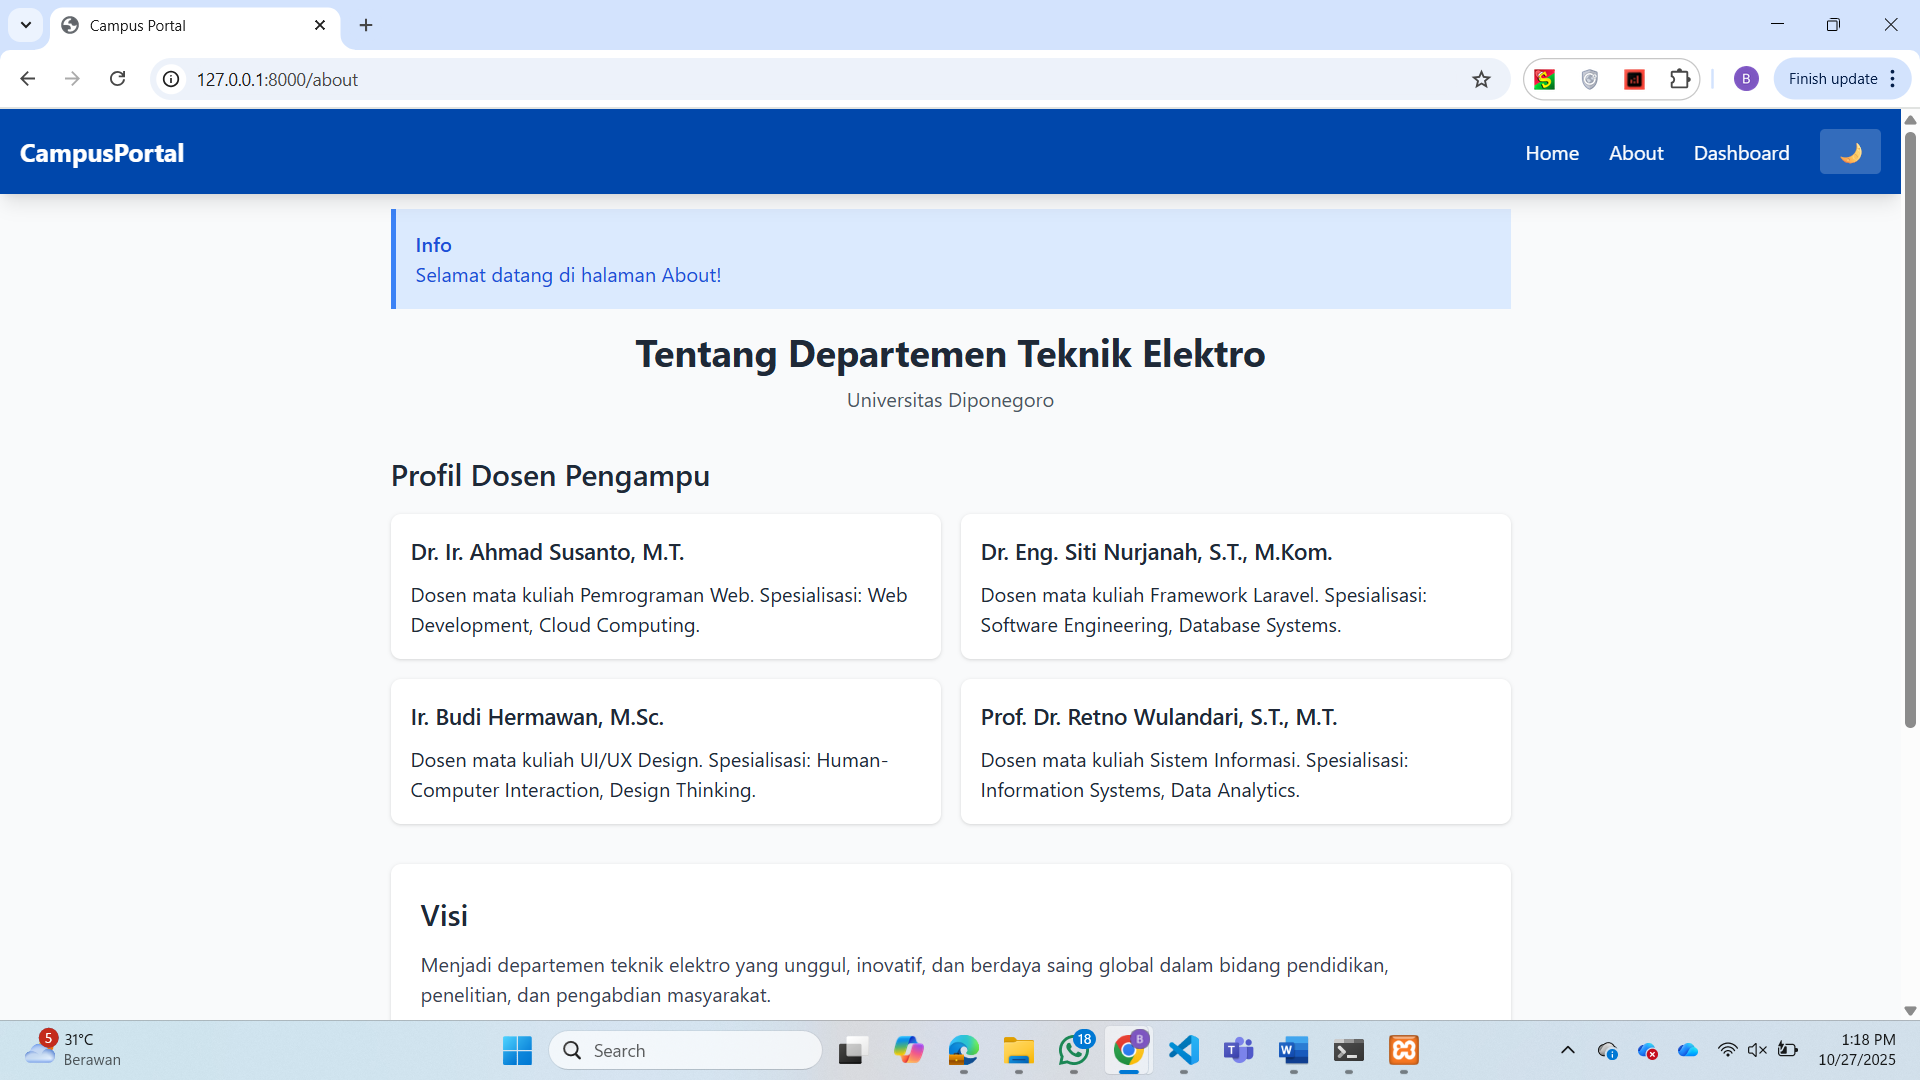 Campus Portal
127.0.0.1:8000/about
B
Finish update
CampusPortal
Home About Dashboard
Info
Selamat datang di halaman About!
Tentang Departemen Teknik Elektro
Universitas Diponegoro
Profil Dosen Pengampu
Dr. Ir. Ahmad Susanto, M.T.
Dosen mata kuliah Pemrograman Web. Spesialisasi: Web
Development, Cloud Computing.
Dr. Eng. Siti Nurjanah, S.T., M.Kom.
Dosen mata kuliah Framework Laravel. Spesialisasi:
Software Engineering, Database Systems.
Ir. Budi Hermawan, M.Sc.
Dosen mata kuliah UI/UX Design. Spesialisasi: Human-
Computer Interaction, Design Thinking.
Prof. Dr. Retno Wulandari, S.T., M.T.
Dosen mata kuliah Sistem Informasi. Spesialisasi:
Information Systems, Data Analytics.
Visi
Menjadi departemen teknik elektro yang unggul, inovatif, dan berdaya saing global dalam bidang pendidikan,
penelitian, dan pengabdian masyarakat.
5
31°C
Berawan
Search
18
B
1:18 PM
10/27/2025